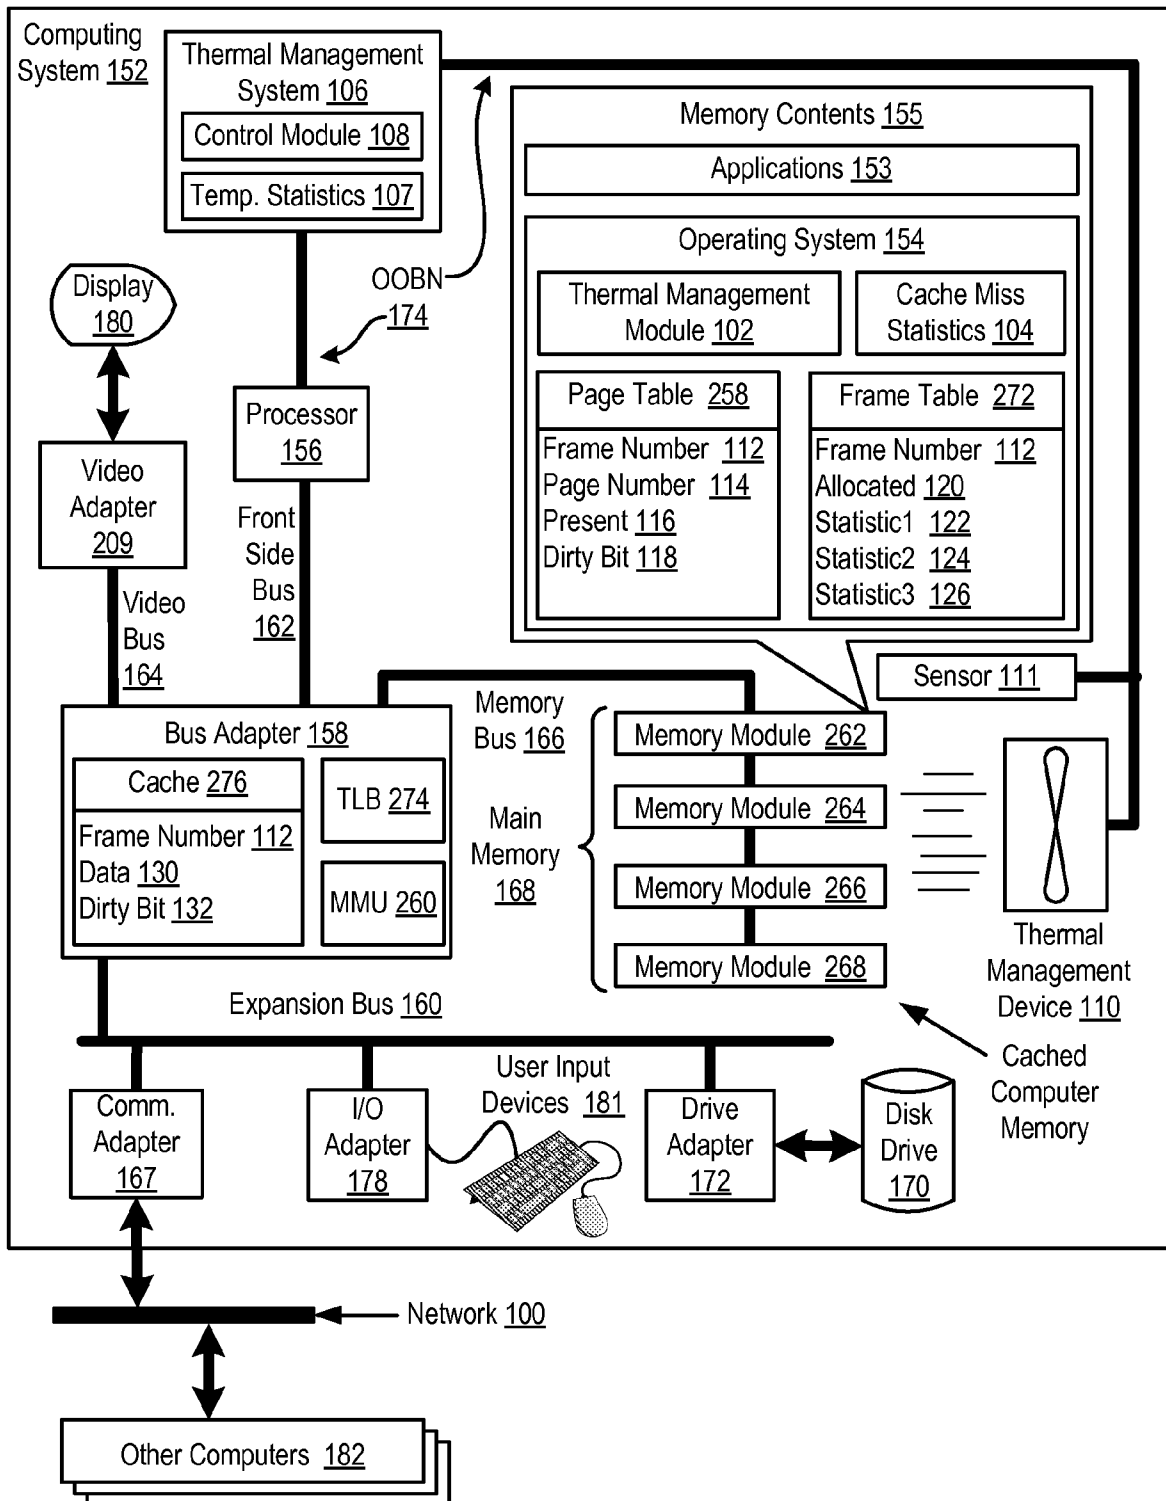 Computing
System 152
Thermal Management
System 106
Control Module 108
Temp. Statistics 107
OOBN
174
Memory Contents 155
Applications 153
Operating System 154
Thermal Management
Module 102
Cache Miss
Statistics 104
Page Table 258
Frame Number 112
Page Number 114
Present 116
Dirty Bit 118
Frame Table 272
Frame Number 112
Allocated 120
Statistic1 122
Statistic2 124
Statistic3 126
Display
180
Processor
156
Video
Adapter
209
Front
Side
Bus
162
Video
Bus
164
Sensor 111
Memory
Bus 166
Bus Adapter 158
Cache 276
Frame Number 112
Data 130
Dirty Bit 132
TLB
274
MMU 260
Main
Memory
168
Memory Module 262
Memory Module 264
Memory Module 266
Memory Module 268
Thermal
Management
Device 110
Expansion Bus 160
Cached
Computer
Memory
Comm.
Adapter
167
I/O
Adapter
178
User Input
Devices 181
Drive
Adapter
172
Disk
Drive
170
Network 100
Other Computers 182